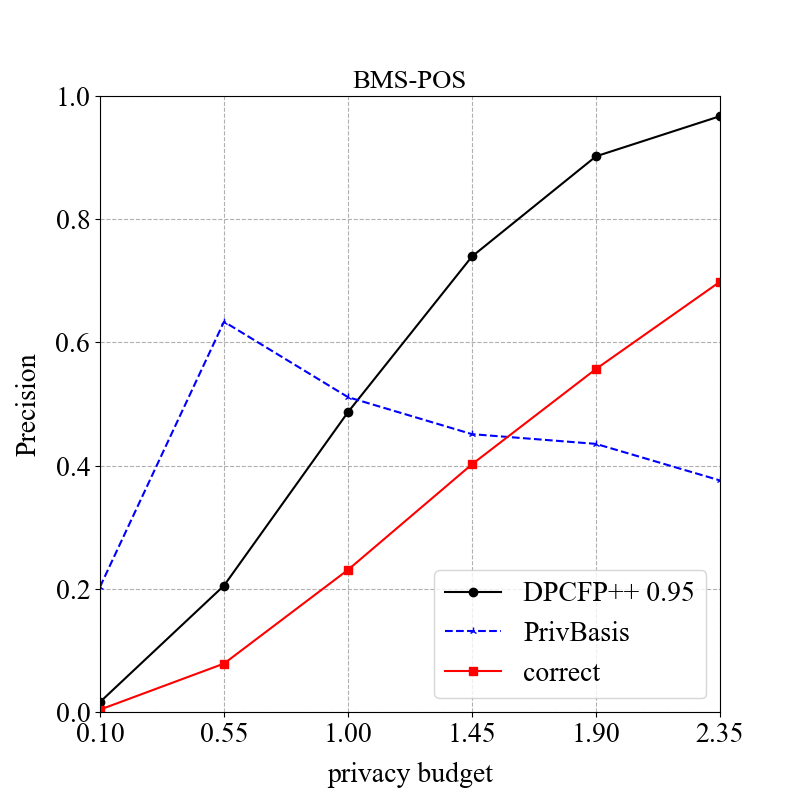 BMS-POS
1.0
0.8
0.6
0.4
0.2
0.0
Precision
DPCFP++ 0.95
PrivBasis
correct
0.10 0.55 1.00 1.45 1.90 2.35
privacy budget